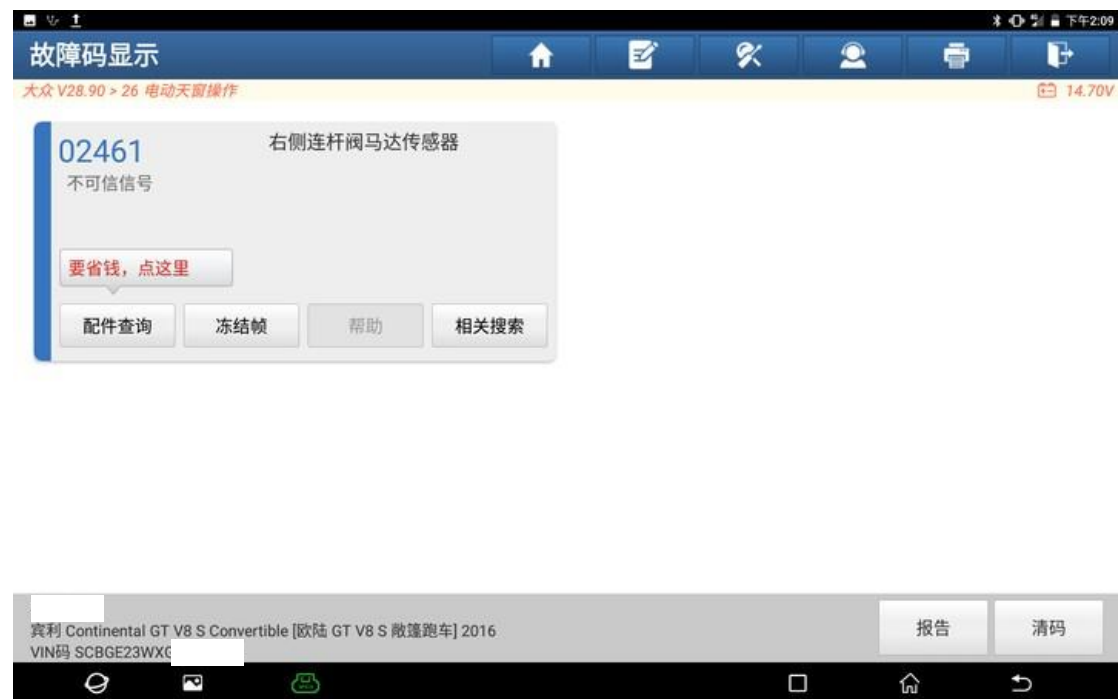 下午2:09
故障码显示
大众 V28.90 > 26 电动天窗操作
14.70V
02461
右侧连杆阀马达传感器
不可信信号
要省钱，点这里
配件查询 冻结帧 帮助 相关搜索
宾利 Continental GT V8 S Convertible [欧陆 GT V8 S 敞篷跑车] 2016
VIN码 SCBGE23WXG
报告 清码